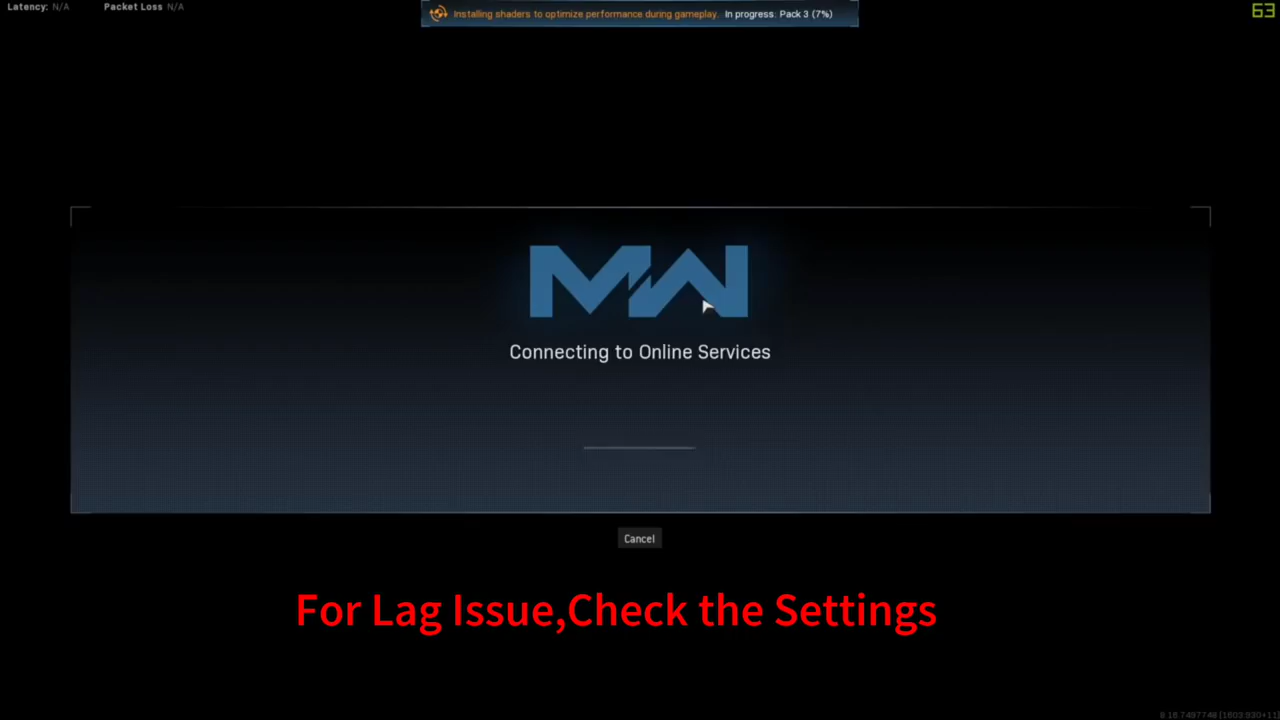 Latency: N/A Packet Loss N/A
Installing shaders to optimize performance during gameplay. In progress: Pack 3 (7%)
63
MW
Connecting to Online Services
Cancel
For Lag Issue,Check the Settings